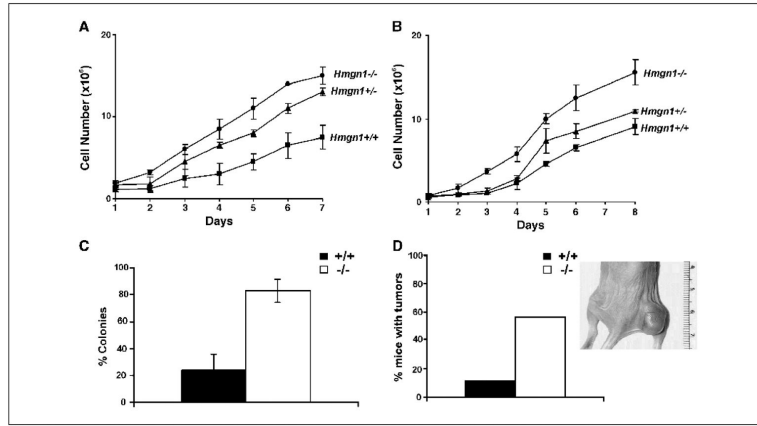 A
20
10
0
Cell Number (x10⁶)
Hmgn1-/-
Hmgn1+/-
Hmgn1+/+
1 2 3 4 5 6 7
Days
B
20
10
0
Cell Number (x10⁶)
Hmgn1-/-
Hmgn1+/-
Hmgn1+/+
1 2 3 4 5 6 7 8
Days
C
+/+
-/-
100
80
60
40
20
0
% Colonies
D
+/+
-/-
100
80
60
40
20
0
% mice with tumors